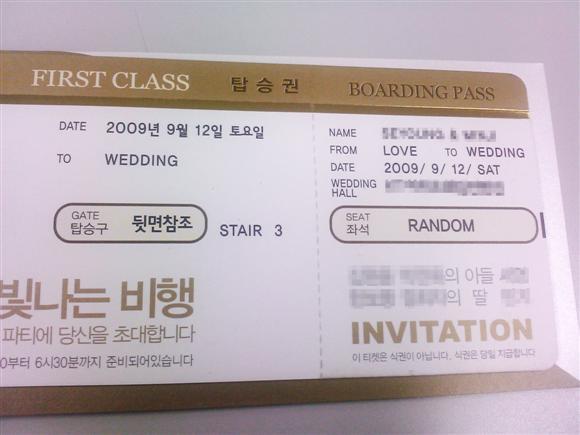 FIRST CLASS 탑승권 BOARDING PASS
DATE 2009년 9월 12일 토요일
TO WEDDING
GATE 탑승구 뒷면참조 STAIR 3
빛나는 비행
파티에 당신을 초대합니다
0부터 6시30분까지 준비되어있습니다
NAME
FROM LOVE TO WEDDING
DATE 2009/ 9/ 12/ SAT
WEDDING HALL
SEAT 좌석 RANDOM
의 아들
의 딸
INVITATION
이 티켓은 식권이 아닙니다. 식권은 당일 지급합니다.